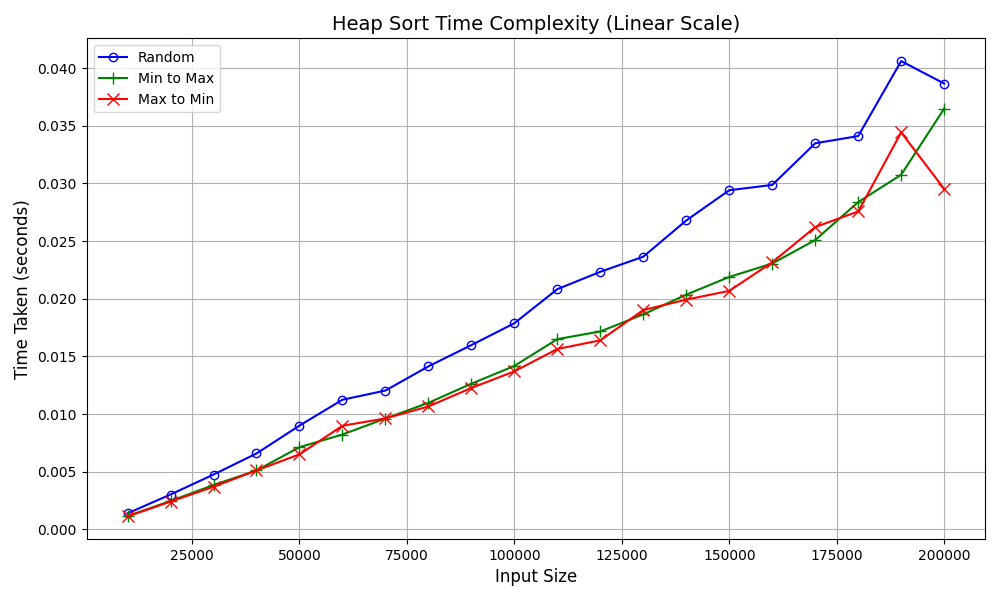 Heap Sort Time Complexity (Linear Scale)
Random
Min to Max
Max to Min
Time Taken (seconds)
0.040
0.035
0.030
0.025
0.020
0.015
0.010
0.005
0.000
25000 50000 75000 100000 125000 150000 175000 200000
Input Size